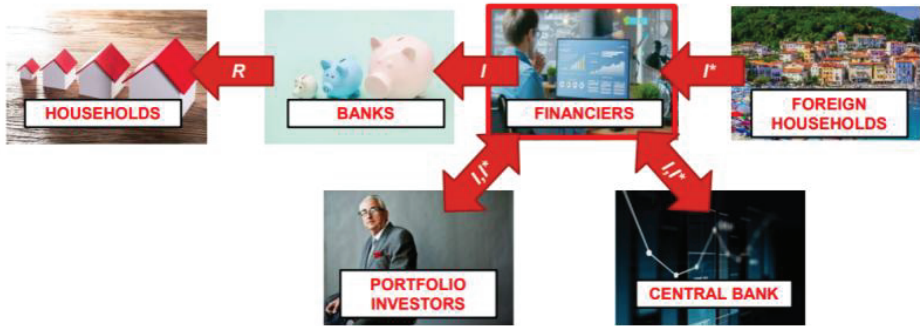 R
I
I*
HOUSEHOLDS
BANKS
FINANCIERS
FOREIGN
HOUSEHOLDS
I,I*
I,I*
PORTFOLIO
INVESTORS
CENTRAL BANK